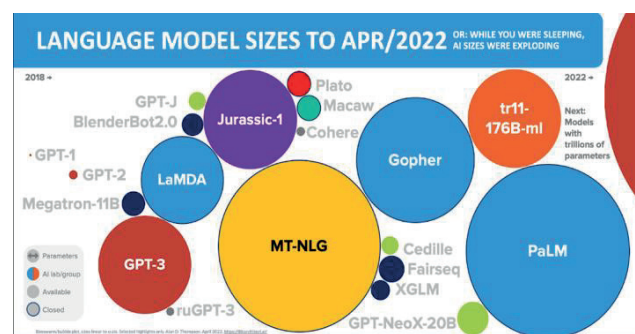 LANGUAGE MODEL SIZES TO APR/2022
OR: WHILE YOU WERE SLEEPING,
AI SIZES WERE EXPLODING
2018 →
2022 →
Plato
GPT-J
Macaw
BlenderBot2.0
Jurassic-1
Cohere
tr11-
176B-ml
Next:
Models
with
trillions of
parameters
GPT-1
GPT-2
LaMDA
Gopher
Megatron-11B
MT-NLG
PaLM
GPT-3
Cedille
Fairseq
XGLM
ruGPT-3
GPT-NeoX-20B
Parameters
AI lab/group
Available
Closed